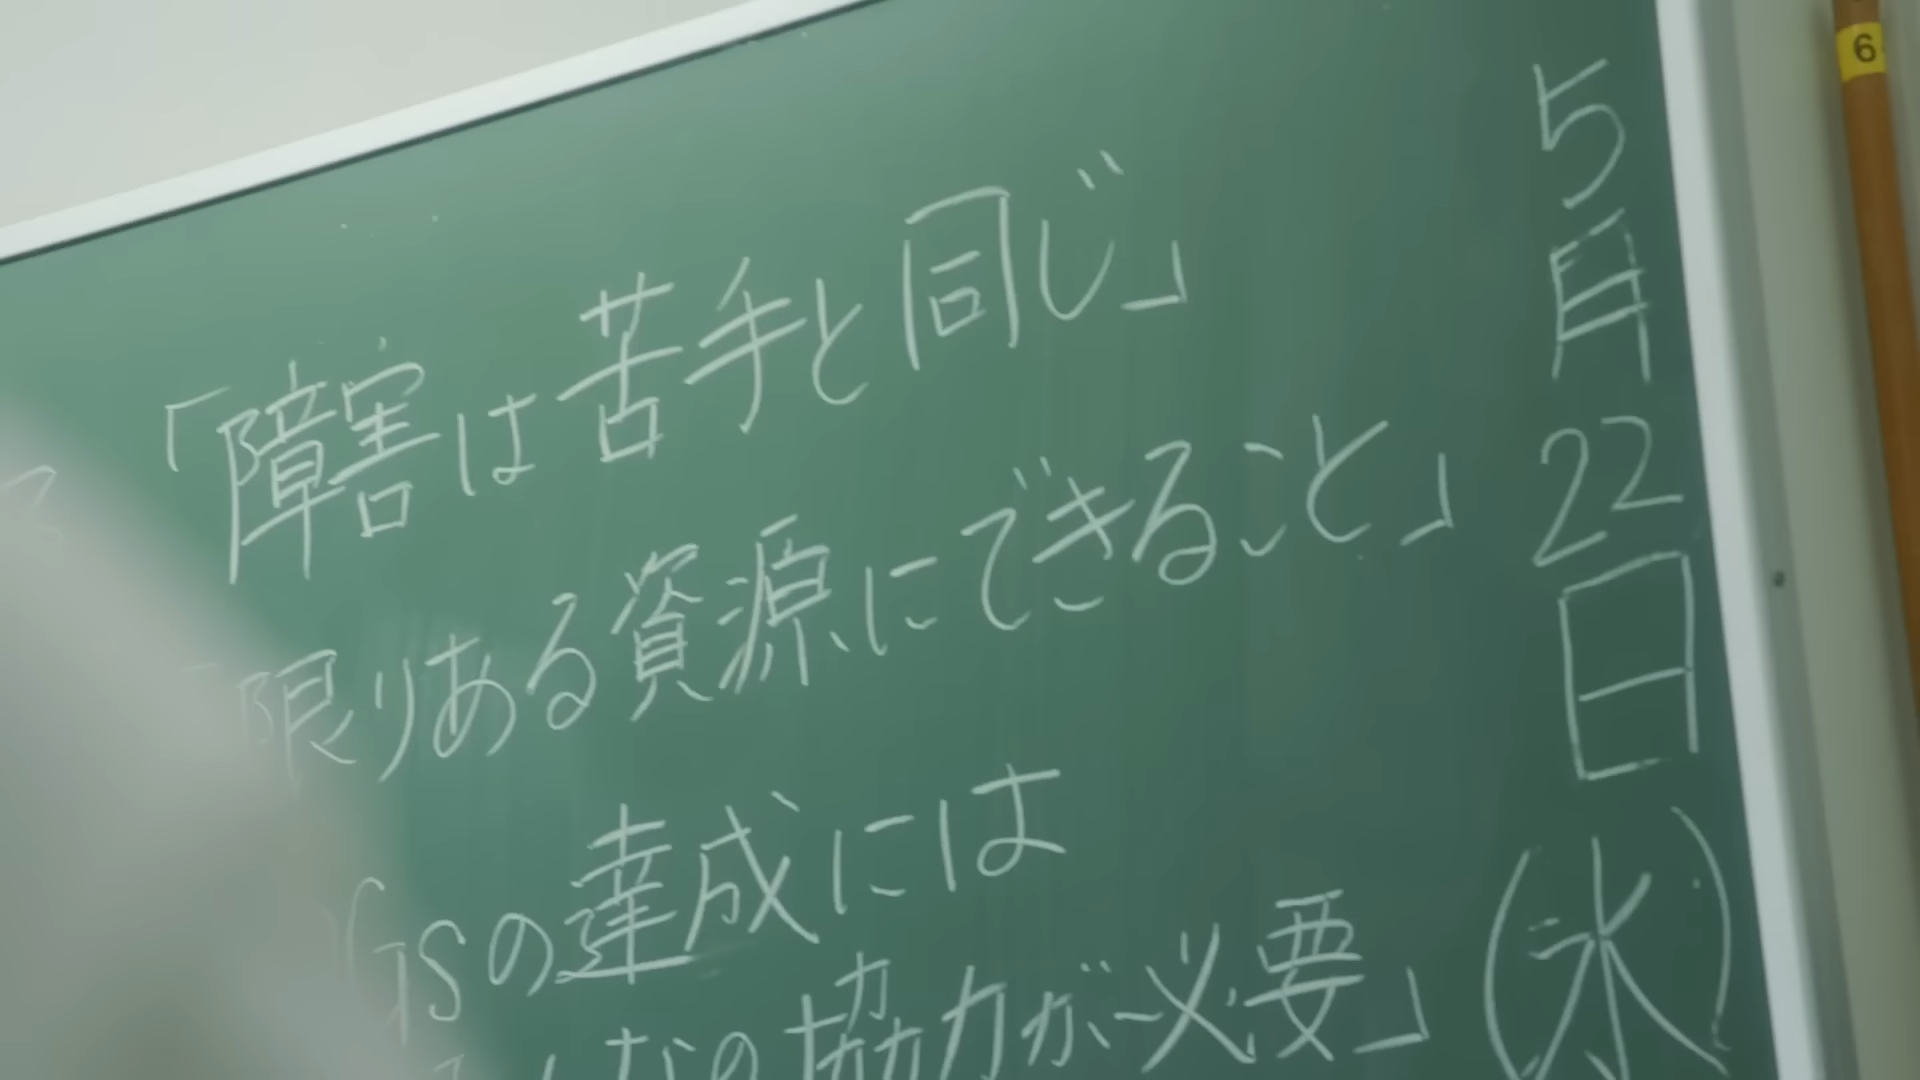 「障害は苦手と同じ」
限りある資源にできること」
GSの達成には
みんなの協力が必要」
5月22日(水)
6